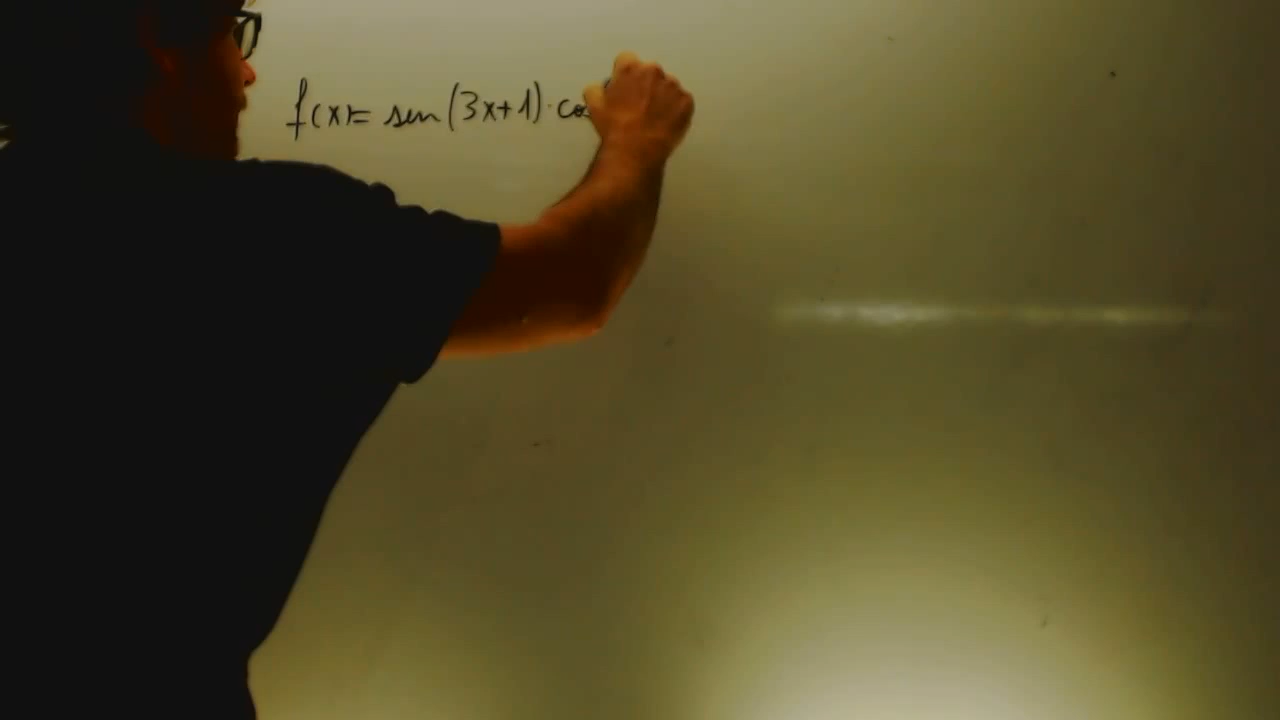 f(x)= sen(3x+1)·co